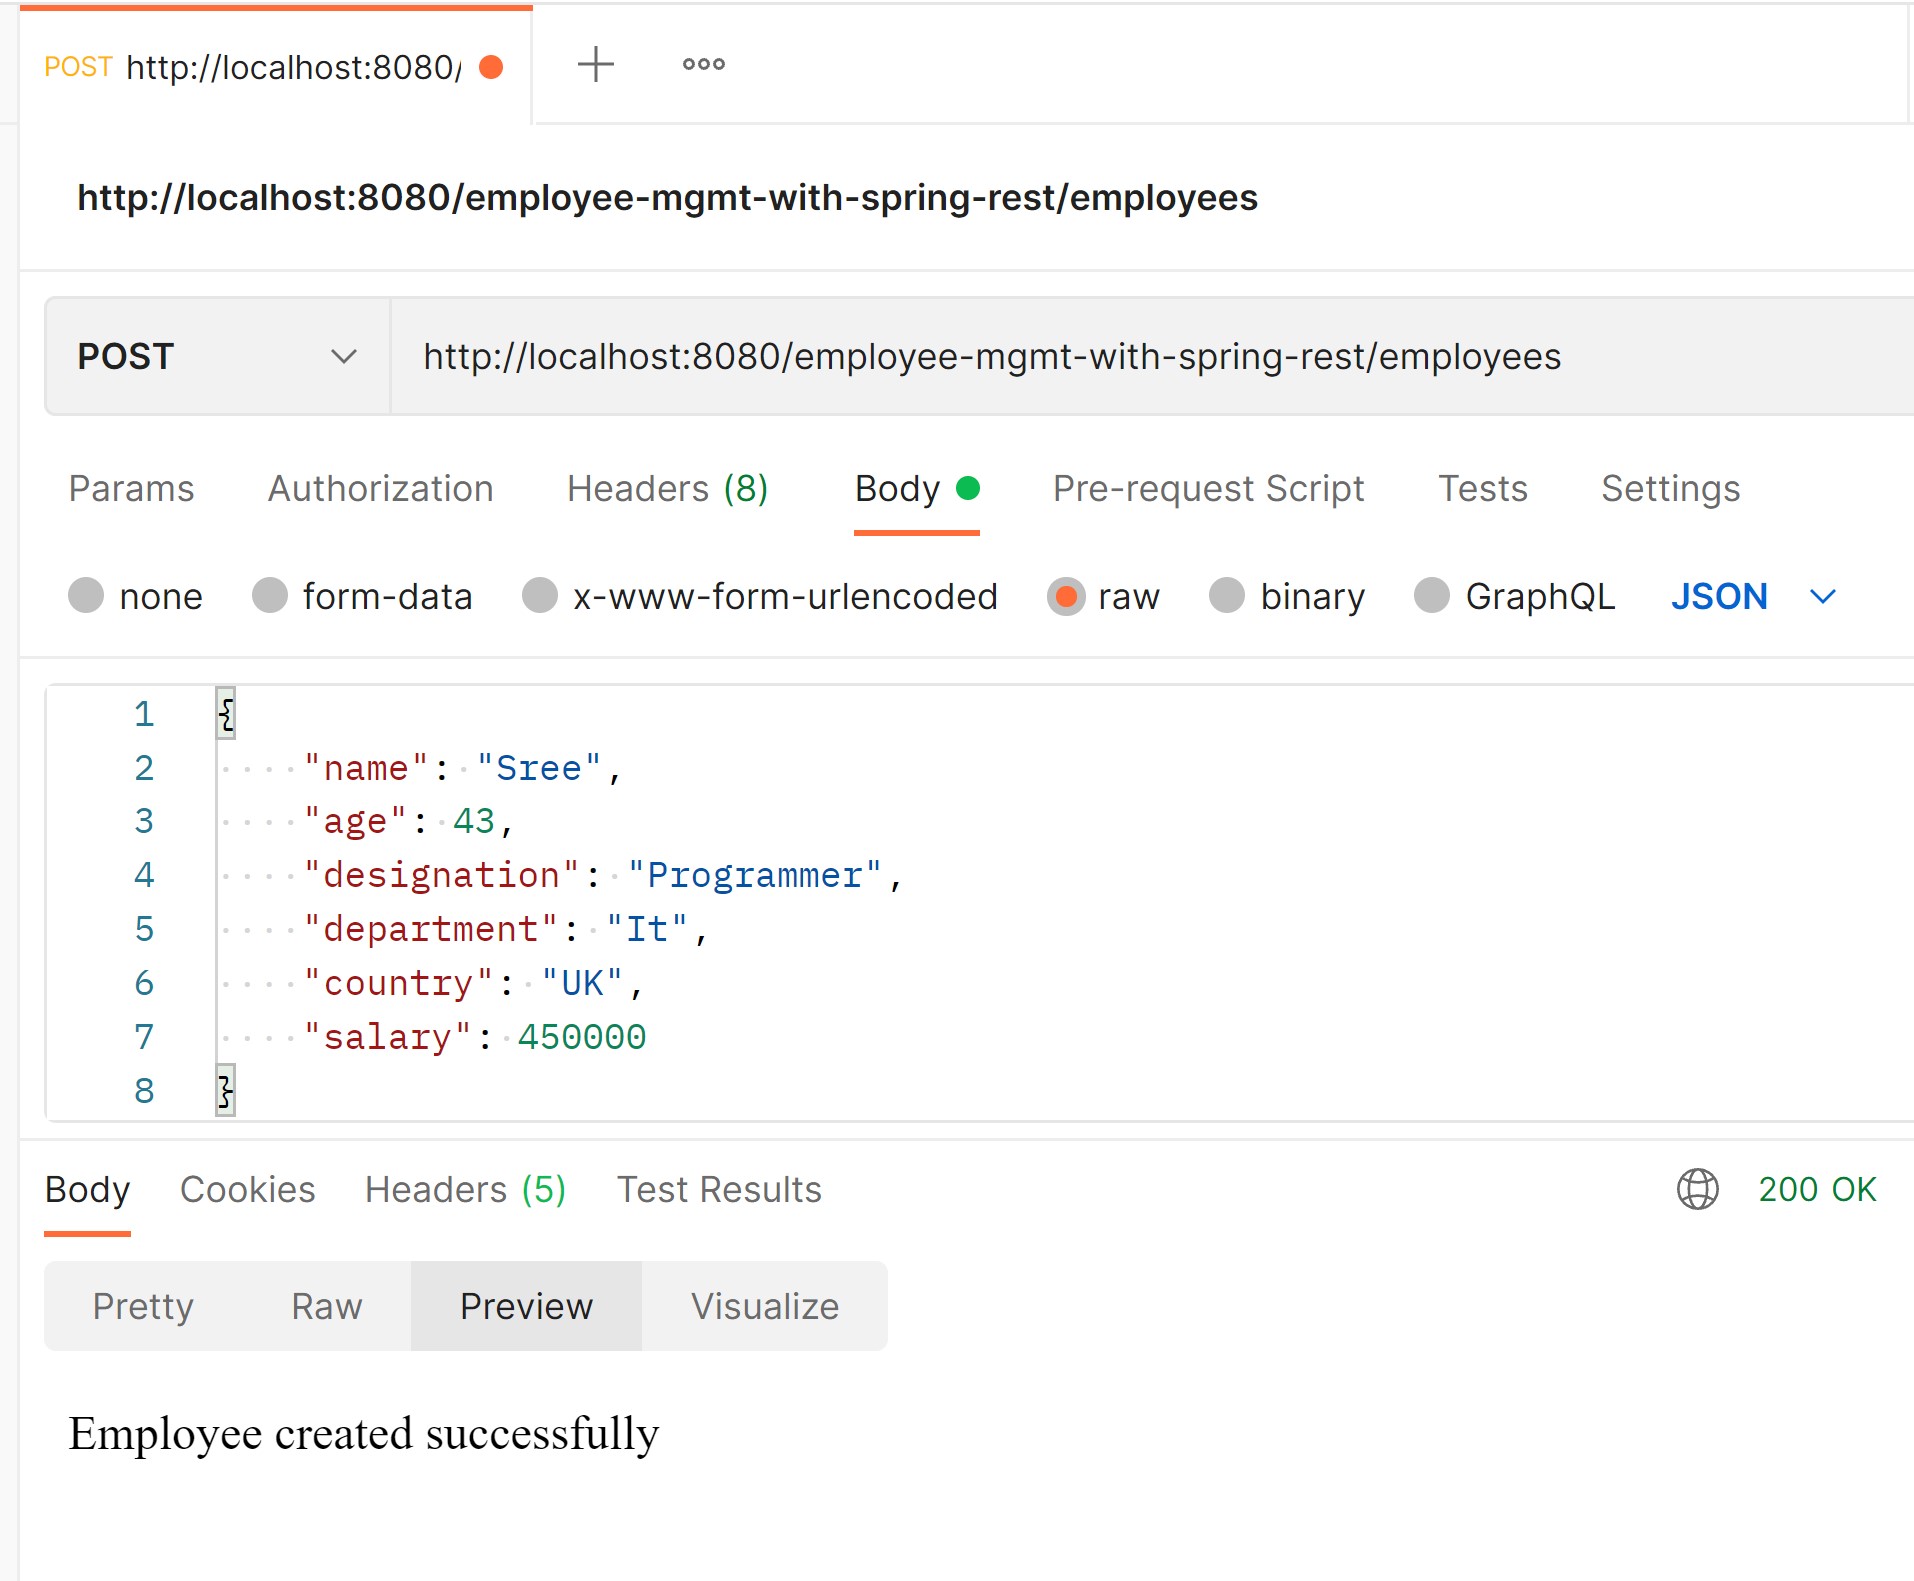 POST http://localhost:8080/
http://localhost:8080/employee-mgmt-with-spring-rest/employees
POST http://localhost:8080/employee-mgmt-with-spring-rest/employees
Params Authorization Headers (8) Body Pre-request Script Tests Settings
none form-data x-www-form-urlencoded raw binary GraphQL JSON
1 {
2 "name": "Sree",
3 "age": 43,
4 "designation": "Programmer",
5 "department": "It",
6 "country": "UK",
7 "salary": 450000
8 }
Body Cookies Headers (5) Test Results 200 OK
Pretty Raw Preview Visualize
Employee created successfully